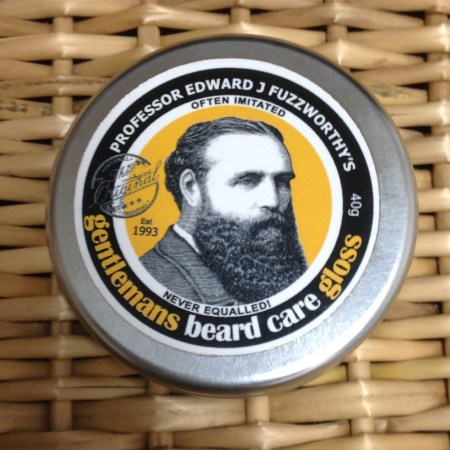 PROFESSOR EDWARD J FUZZWORTHY'S
OFTEN IMITATED
The
Original
Est
1993
40g
NEVER EQUALLED!
gentlemans beard care gloss